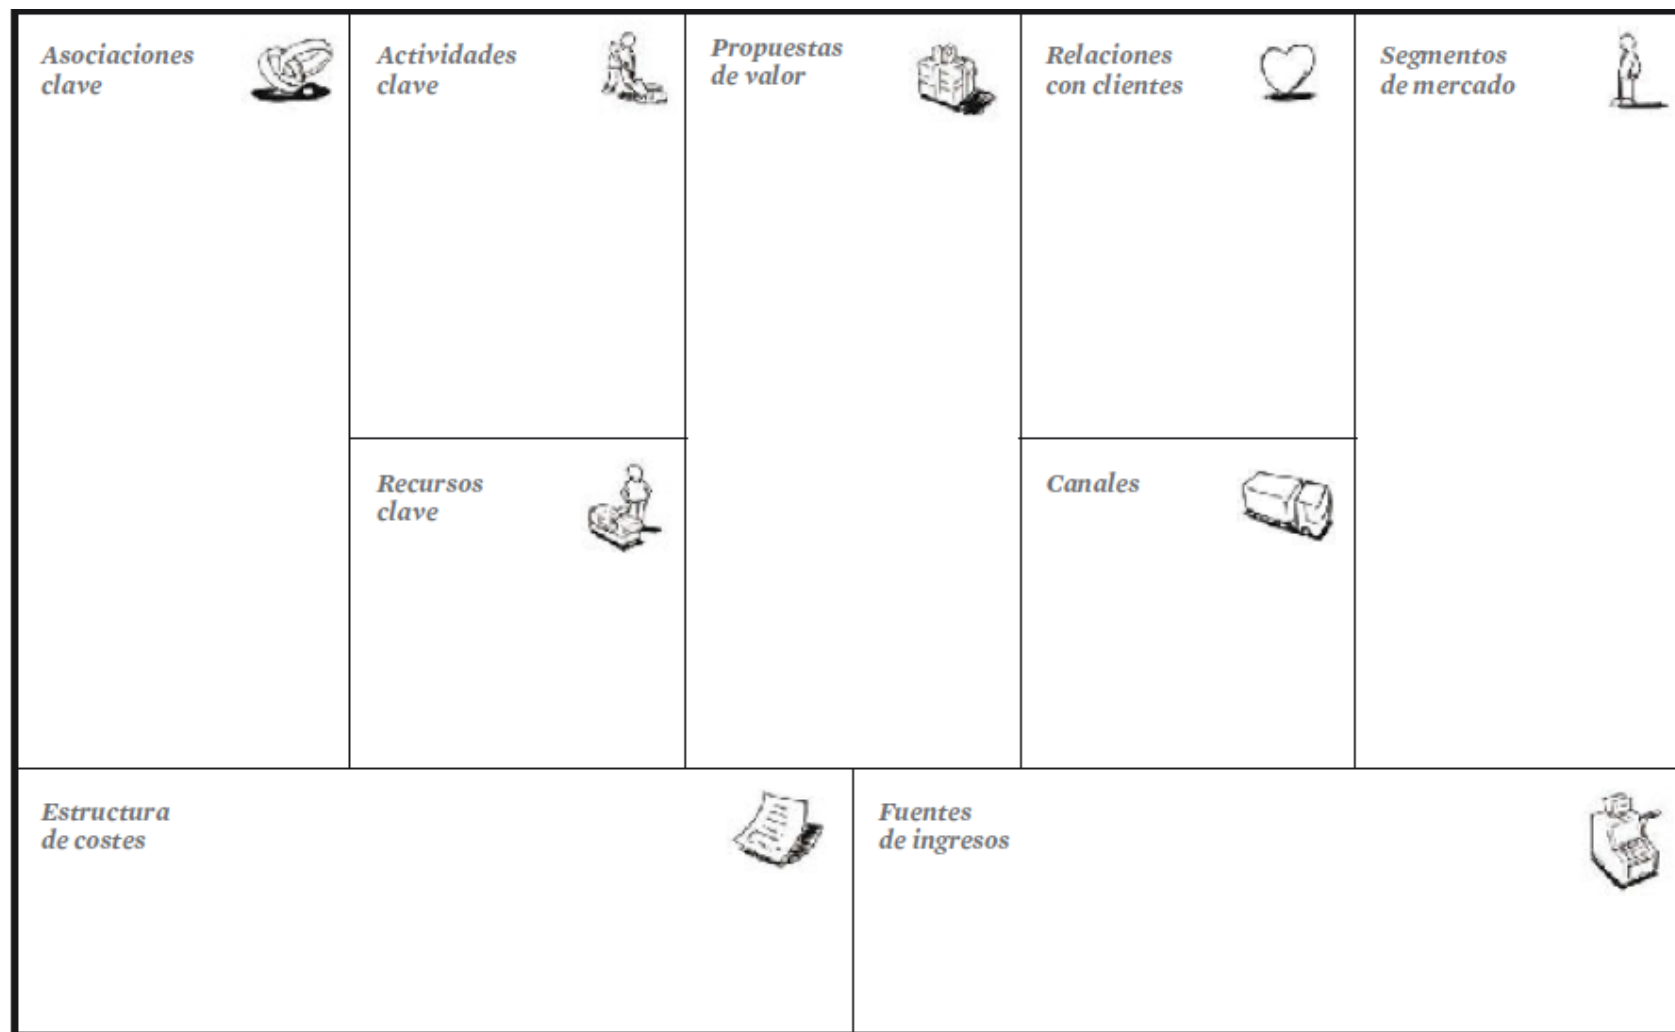 Asociaciones
clave
Actividades
clave
Propuestas
de valor
Relaciones
con clientes
Segmentos
de mercado
Recursos
clave
Canales
Estructura
de costes
Fuentes
de ingresos